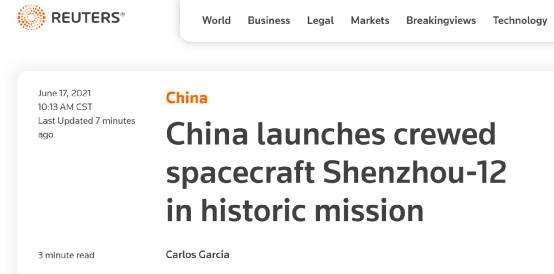 REUTERS®
World Business Legal Markets Breakingviews Technology
June 17, 2021
10:13 AM CST
Last Updated 7 minutes
ago
China
China launches crewed
spacecraft Shenzhou-12
in historic mission
3 minute read
Carlos Garcia